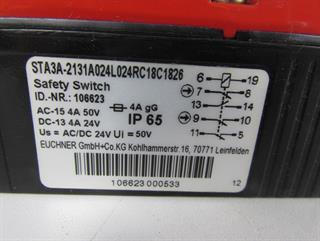 STA3A-2131A024L024RC18C1826
Safety Switch
ID.-NR.: 106623
AC-15 4A 50V
DC-13 4A 24V
4A gG
IP 65
Us = AC/DC 24V Ui = 50V
EUCHNER GmbH+Co.KG Kohlhammerstr. 16, 70771 Leinfelden
6 19
7 8
13 14
9 10
11 5
106623000533
12